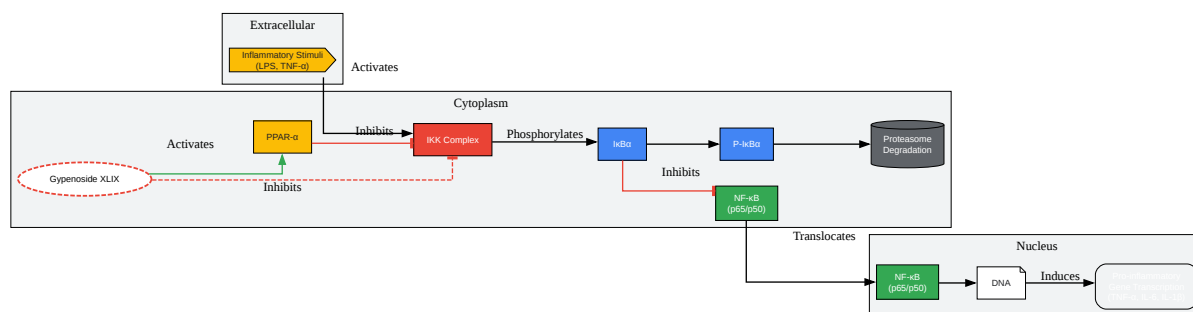 Extracellular
Inflammatory Stimuli
(LPS, TNF-α)
Activates
Cytoplasm
PPAR-α
Inhibits
IKK Complex
Phosphorylates
IκBα
P-IκBα
Proteasome
Degradation
Activates
Gypenoside XLIX
Inhibits
Inhibits
NF-κB
(p65/p50)
Translocates
Nucleus
NF-κB
(p65/p50)
DNA
Induces